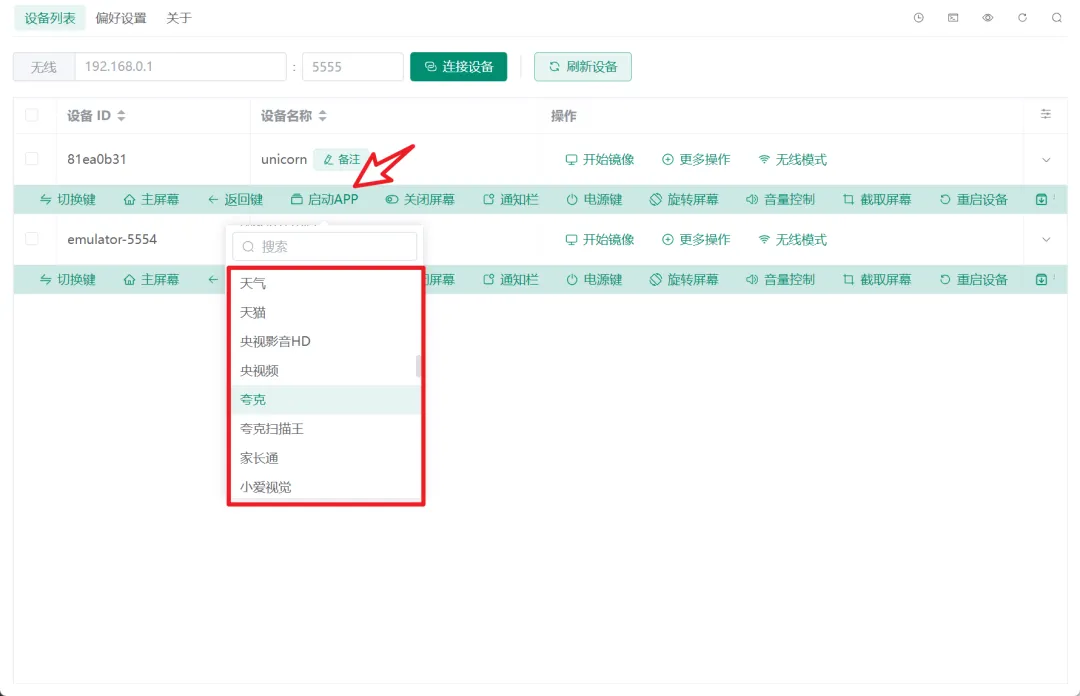 设备列表 偏好设置 关于
无线 192.168.0.1 : 5555 连接设备 刷新设备
设备 ID 设备名称 操作
81ea0b31 unicorn 备注 开始镜像 更多操作 无线模式
切换键 主屏幕 返回键 启动APP 关闭屏幕 通知栏 电源键 旋转屏幕 音量控制 截取屏幕 重启设备
emulator-5554 开始镜像 更多操作 无线模式
搜索
切换键 主屏幕 屏幕 通知栏 电源键 旋转屏幕 音量控制 截取屏幕 重启设备
天气
天猫
央视影音HD
央视频
夸克
夸克扫描王
家长通
小爱视觉